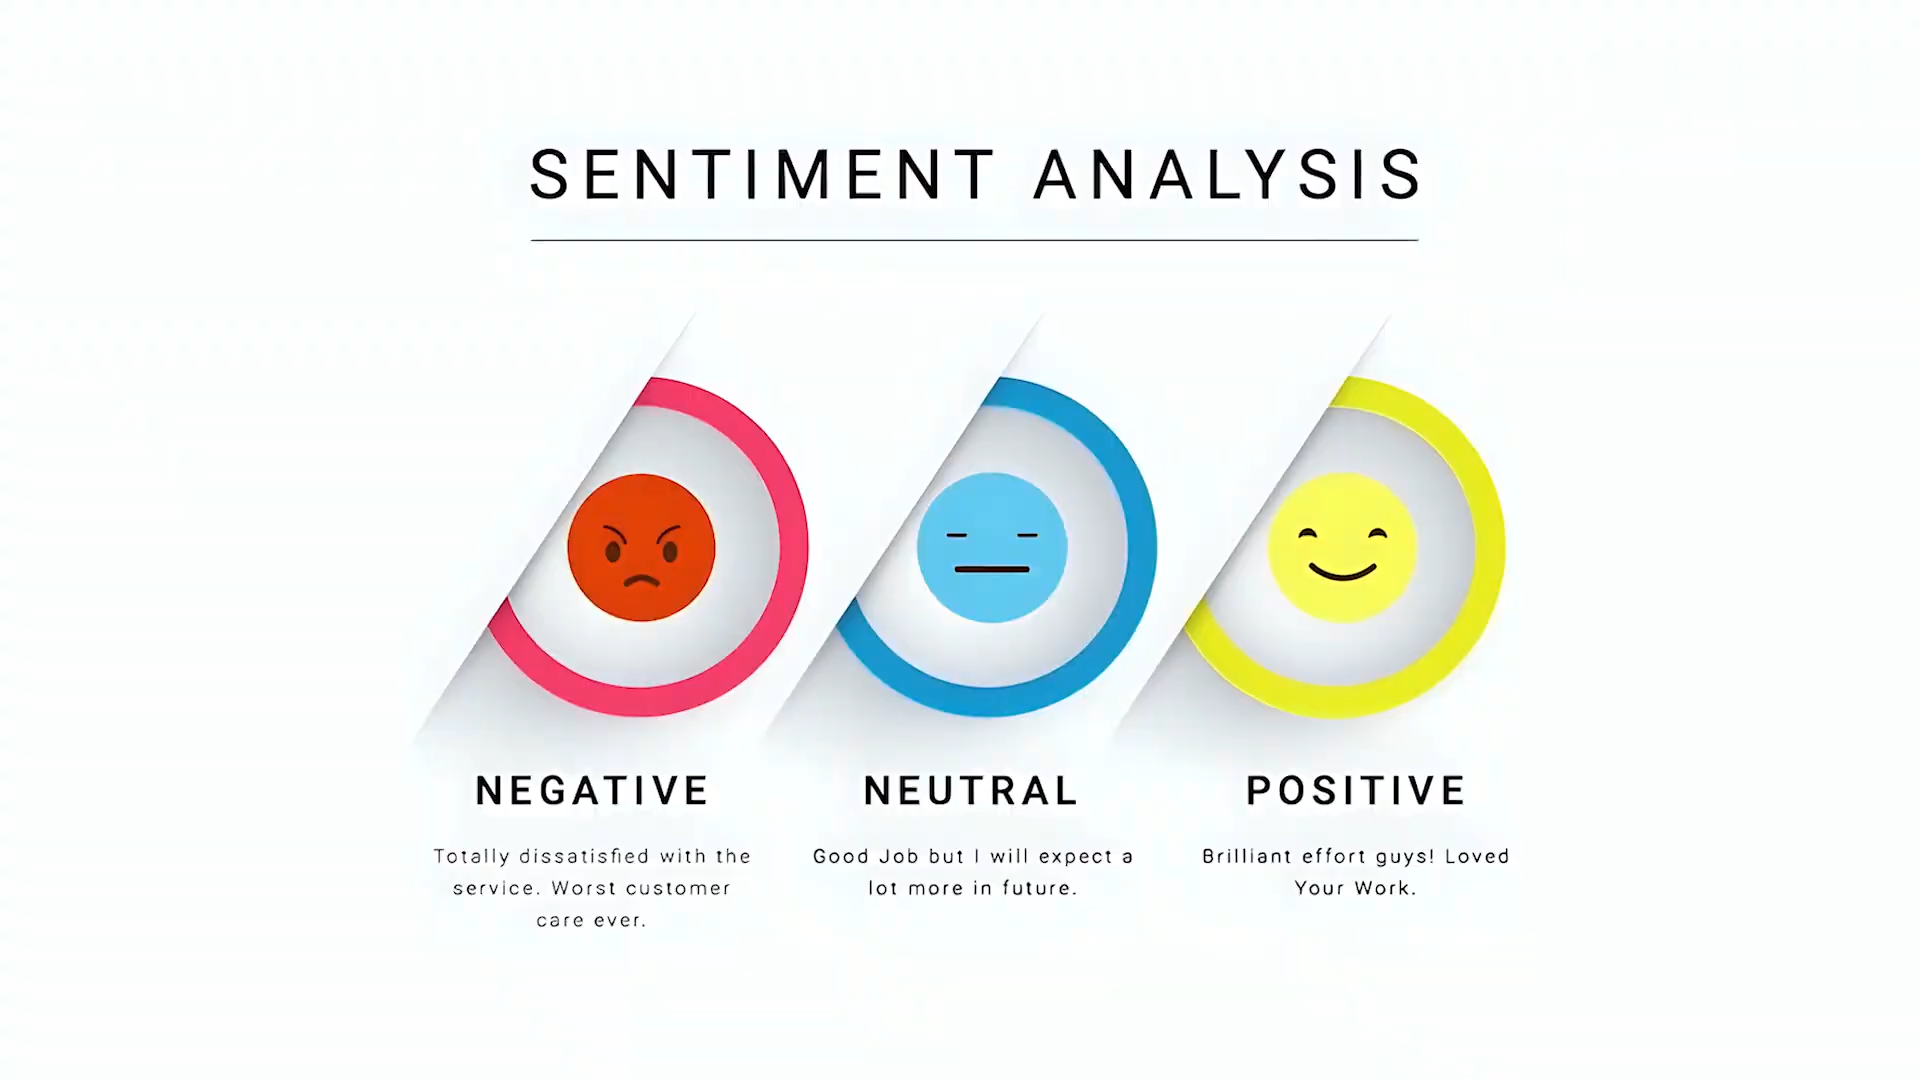 SENTIMENT ANALYSIS
NEGATIVE
Totally dissatisfied with the
service. Worst customer
care ever.
NEUTRAL
Good Job but I will expect a
lot more in future.
POSITIVE
Brilliant effort guys! Loved
Your Work.